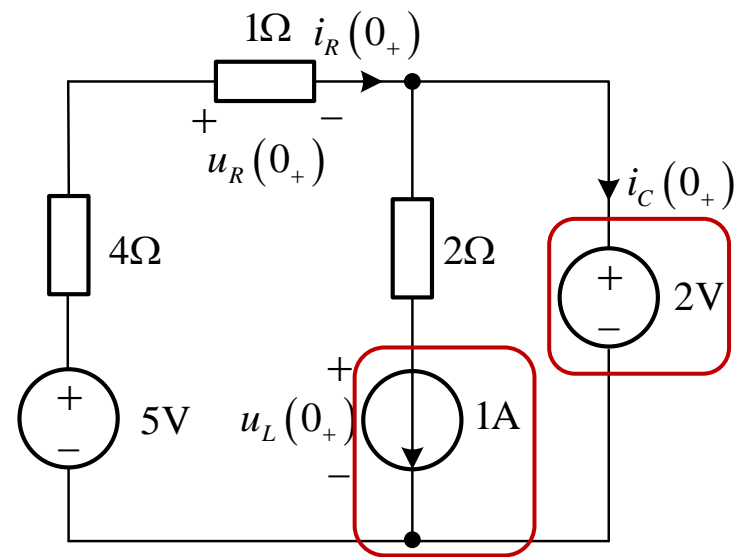 1Ω
i_R(0_+)
+ −
u_R(0_+)
i_C(0_+)
4Ω
2Ω
+
−
2V
+
−
5V
+
u_L(0_+)
−
1A